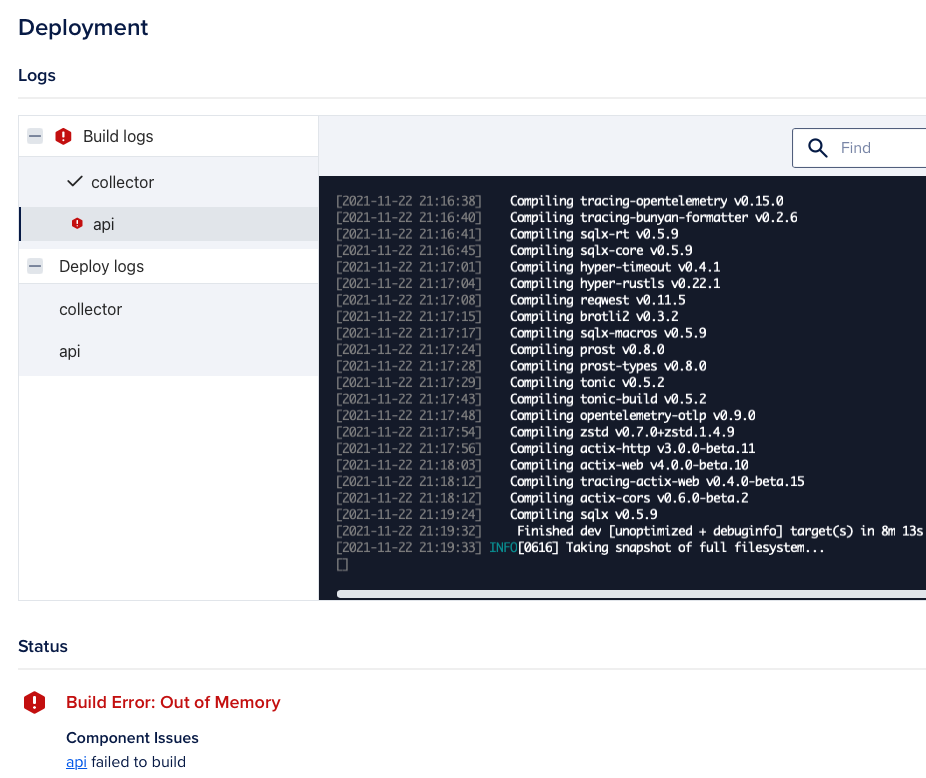 Deployment
Logs
Build logs
collector
api
Deploy logs
collector
api
Find
[2021-11-22 21:16:38] Compiling tracing-opentelemetry v0.15.0
[2021-11-22 21:16:40] Compiling tracing-bunyan-formatter v0.2.6
[2021-11-22 21:16:41] Compiling sqlx-rt v0.5.9
[2021-11-22 21:16:45] Compiling sqlx-core v0.5.9
[2021-11-22 21:17:01] Compiling hyper-timeout v0.4.1
[2021-11-22 21:17:04] Compiling hyper-rustls v0.22.1
[2021-11-22 21:17:08] Compiling reqwest v0.11.5
[2021-11-22 21:17:15] Compiling brotli2 v0.3.2
[2021-11-22 21:17:17] Compiling sqlx-macros v0.5.9
[2021-11-22 21:17:24] Compiling prost v0.8.0
[2021-11-22 21:17:28] Compiling prost-types v0.8.0
[2021-11-22 21:17:29] Compiling tonic v0.5.2
[2021-11-22 21:17:43] Compiling tonic-build v0.5.2
[2021-11-22 21:17:48] Compiling opentelemetry-otlp v0.9.0
[2021-11-22 21:17:54] Compiling zstd v0.7.0+zstd.1.4.9
[2021-11-22 21:17:56] Compiling actix-http v3.0.0-beta.11
[2021-11-22 21:18:03] Compiling actix-web v4.0.0-beta.10
[2021-11-22 21:18:12] Compiling tracing-actix-web v0.4.0-beta.15
[2021-11-22 21:18:12] Compiling actix-cors v0.6.0-beta.2
[2021-11-22 21:19:24] Compiling sqlx v0.5.9
[2021-11-22 21:19:32] Finished dev [unoptimized + debuginfo] target(s) in 8m 13s
[2021-11-22 21:19:33] INFO[0616] Taking snapshot of full filesystem...
[]
Status
Build Error: Out of Memory
Component Issues
api failed to build